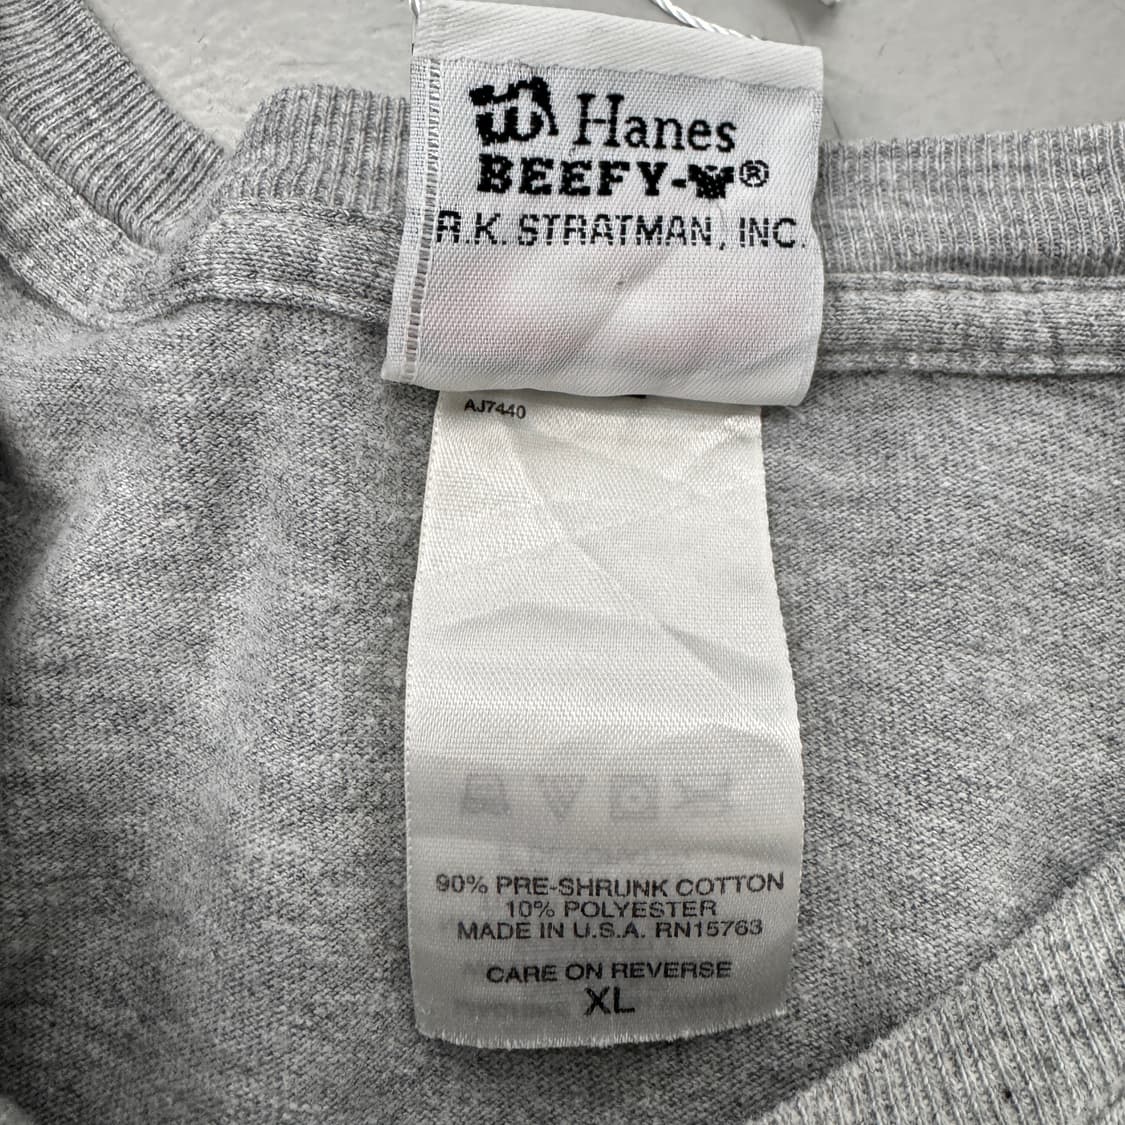 Hanes
BEEFY-T®
R.K. STRATMAN, INC.
AJ7440
90% PRE-SHRUNK COTTON
10% POLYESTER
MADE IN U.S.A. RN15763
CARE ON REVERSE
XL